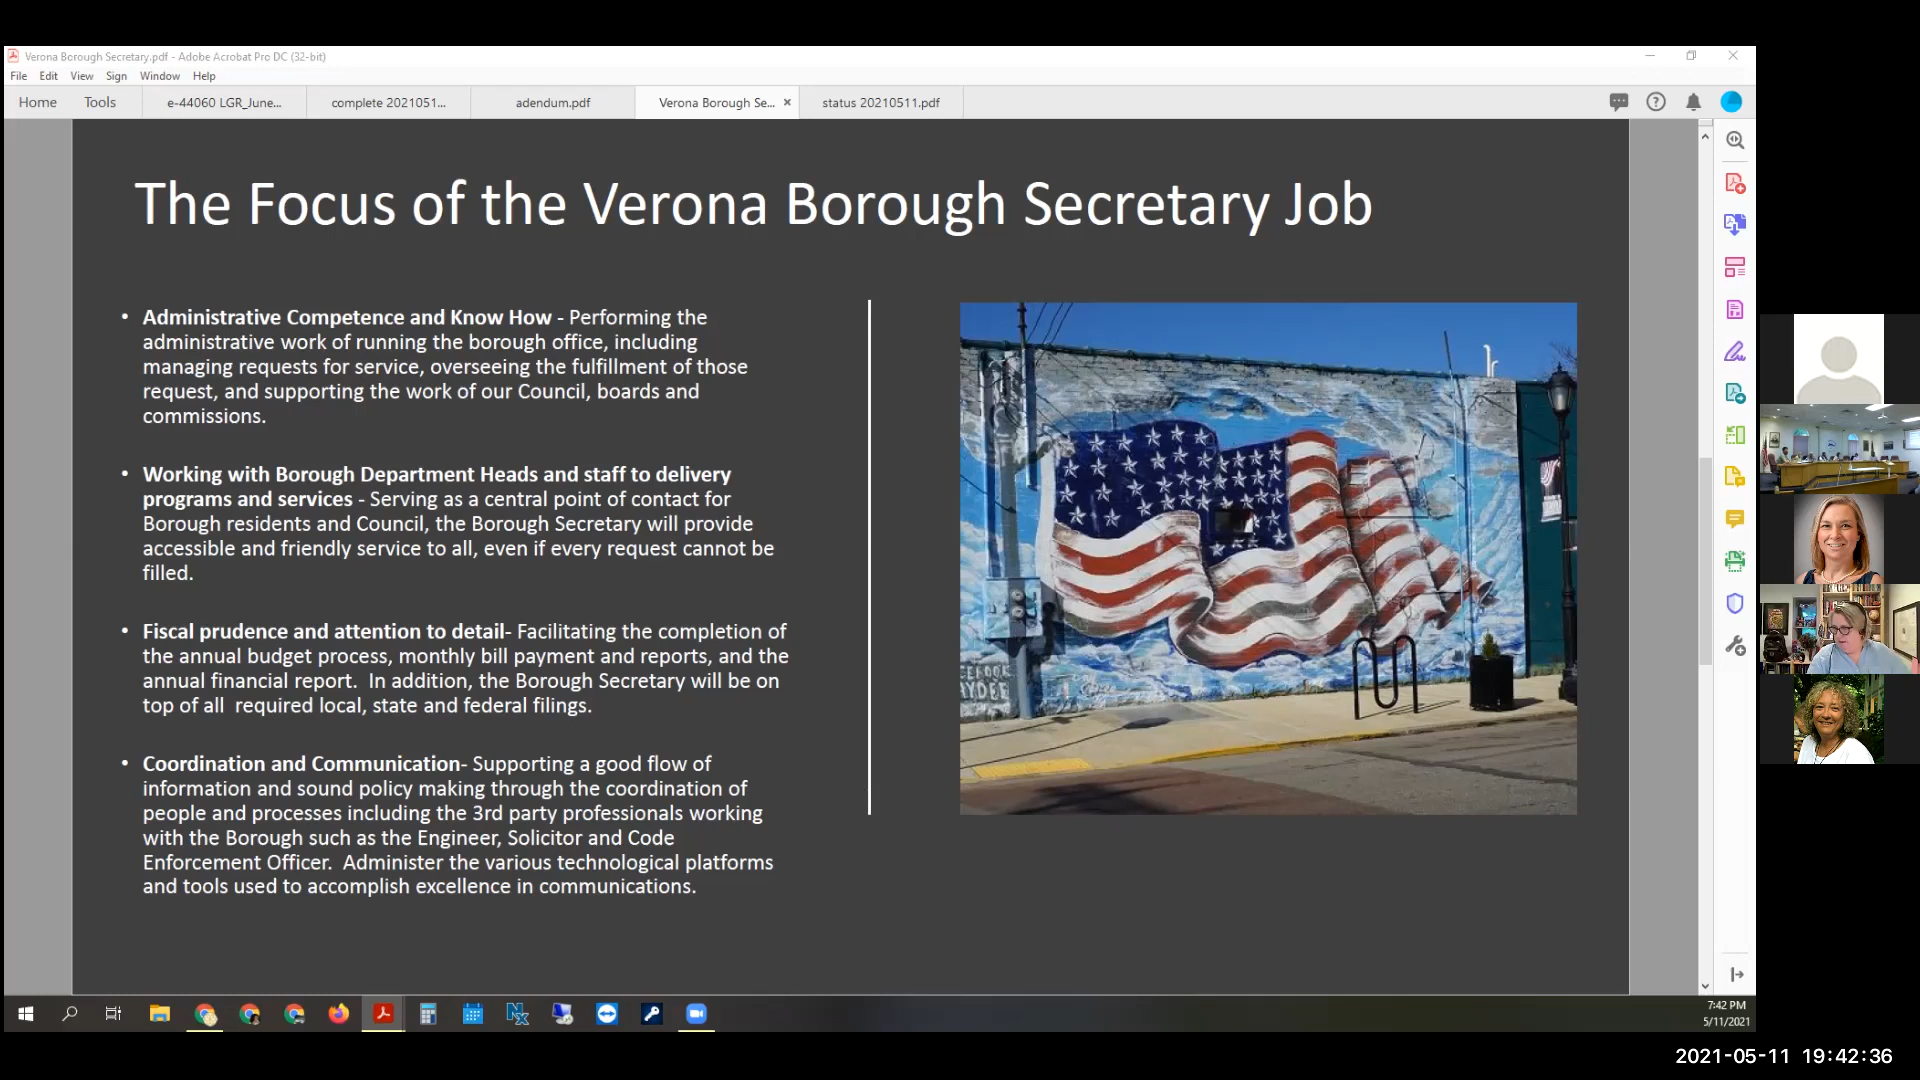 Verona Borough Secretary.pdf - Adobe Acrobat Pro DC (32-bit)
File Edit View Sign Window Help
Home Tools e-44060 LGR_June... complete 2021051... adendum.pdf Verona Borough Se... × status 20210511.pdf
The Focus of the Verona Borough Secretary Job
• Administrative Competence and Know How - Performing the
administrative work of running the borough office, including
managing requests for service, overseeing the fulfillment of those
request, and supporting the work of our Council, boards and
commissions.
• Working with Borough Department Heads and staff to delivery
programs and services - Serving as a central point of contact for
Borough residents and Council, the Borough Secretary will provide
accessible and friendly service to all, even if every request cannot be
filled.
• Fiscal prudence and attention to detail- Facilitating the completion of
the annual budget process, monthly bill payment and reports, and the
annual financial report.  In addition, the Borough Secretary will be on
top of all  required local, state and federal filings.
• Coordination and Communication- Supporting a good flow of
information and sound policy making through the coordination of
people and processes including the 3rd party professionals working
with the Borough such as the Engineer, Solicitor and Code
Enforcement Officer.  Administer the various technological platforms
and tools used to accomplish excellence in communications.
7:42 PM
5/11/2021
2021-05-11 19:42:36